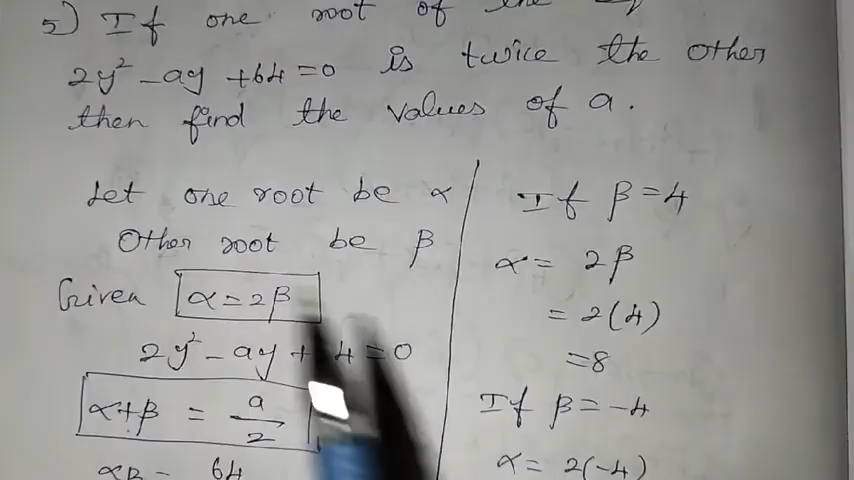 5) If one root of the
2y² - ay + 64 = 0 is twice the other
then find the values of a.
Let one root be α
Other root be β
Given α = 2β
2y² - ay + 4 = 0
α+β = a/2
αβ = 64
If β = 4
α = 2β
= 2(4)
= 8
If β = -4
α = 2(-4)